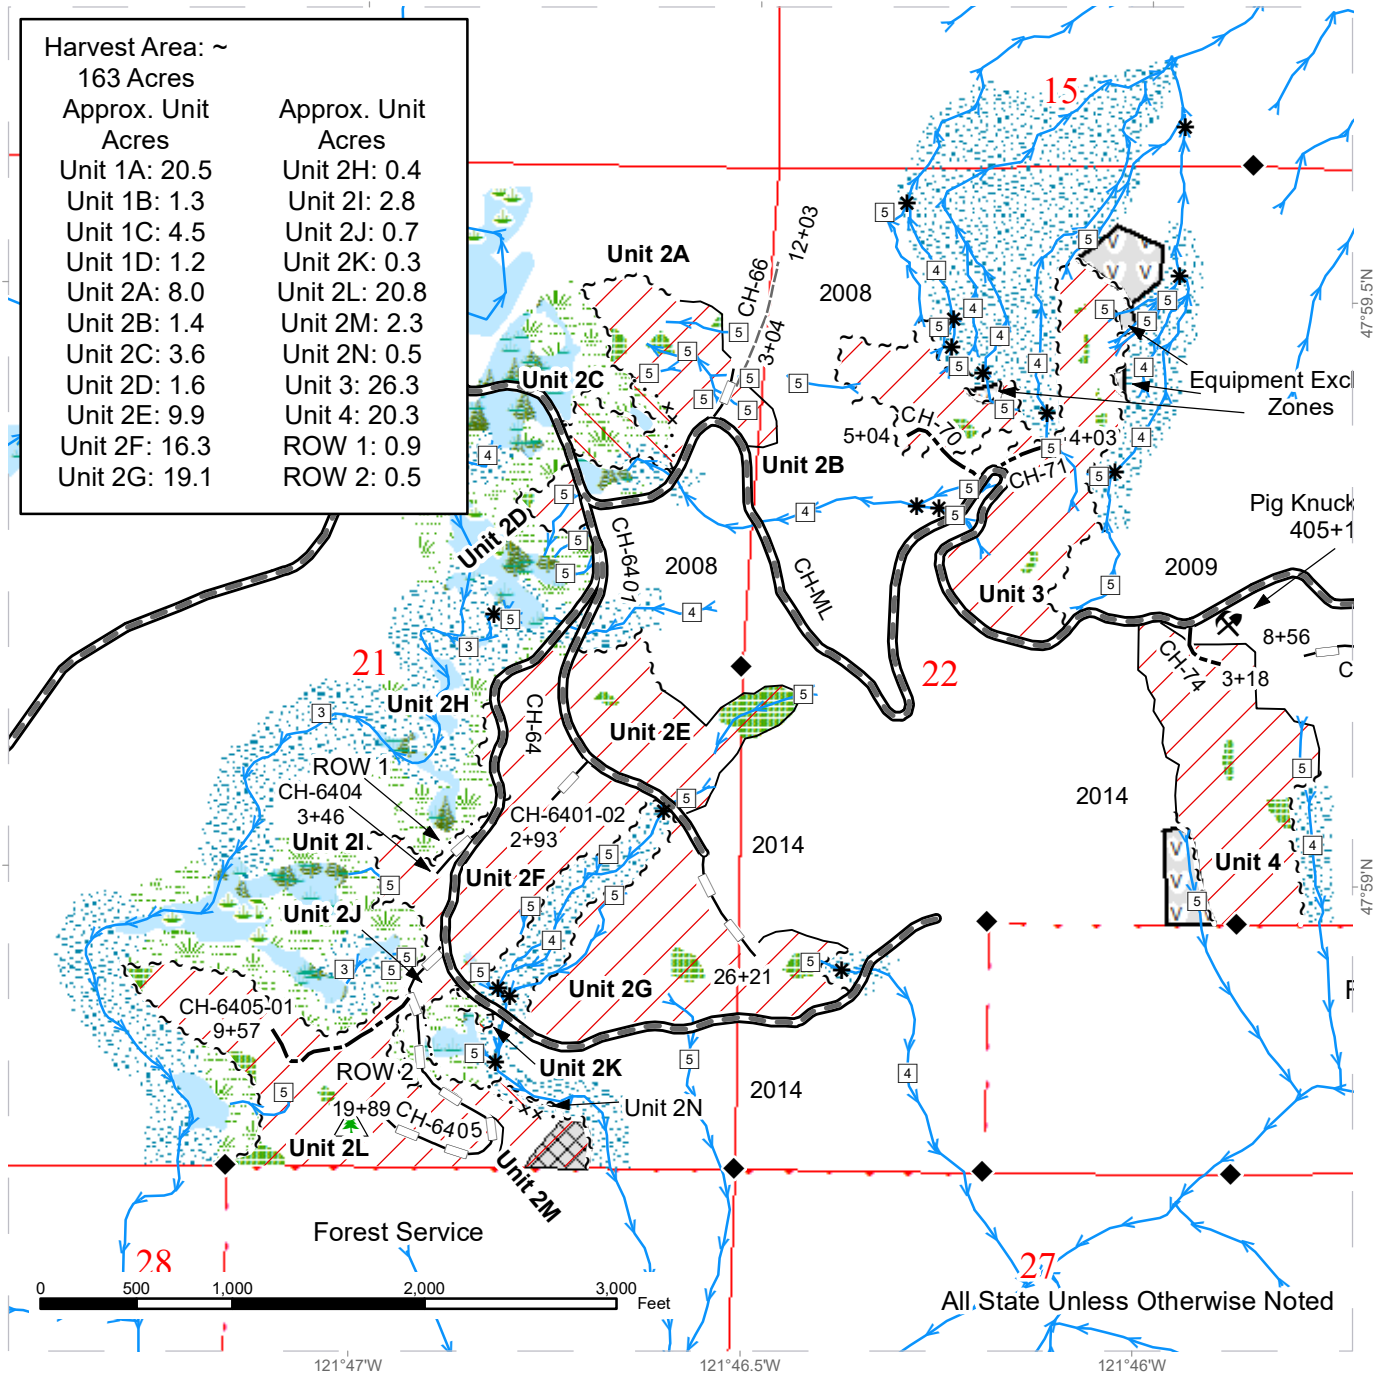 Harvest Area: ~
163 Acres
Approx. Unit Acres
Unit 1A: 20.5
Unit 1B: 1.3
Unit 1C: 4.5
Unit 1D: 1.2
Unit 2A: 8.0
Unit 2B: 1.4
Unit 2C: 3.6
Unit 2D: 1.6
Unit 2E: 9.9
Unit 2F: 16.3
Unit 2G: 19.1
Approx. Unit Acres
Unit 2H: 0.4
Unit 2I: 2.8
Unit 2J: 0.7
Unit 2K: 0.3
Unit 2L: 20.8
Unit 2M: 2.3
Unit 2N: 0.5
Unit 3: 26.3
Unit 4: 20.3
ROW 1: 0.9
ROW 2: 0.5
15
Unit 2A
CH-66
12+03
3+04
2008
47°59.5'N
Unit 2C
Equipment Excl
Zones
CH-70
5+04
4+03
CH-71
Unit 2B
Pig Knuck
405+1
Unit 2D
CH-6401
2008
CH-ML
Unit 3
2009
8+56
C
CH-74
3+18
21
22
Unit 2H
CH-64
Unit 2E
ROW 1
CH-6404
3+46
CH-6401-02
2+93
2014
2014
Unit 2I
Unit 2F
Unit 4
47°59'N
Unit 2J
26+21
Unit 2G
CH-6405-01
9+57
Unit 2K
ROW 2
2014
19+89
CH-6405
Unit 2N
Unit 2L
Unit 2M
Forest Service
28
27
0 500 1,000 2,000 3,000
Feet
All State Unless Otherwise Noted
121°47'W
121°46.5'W
121°46'W